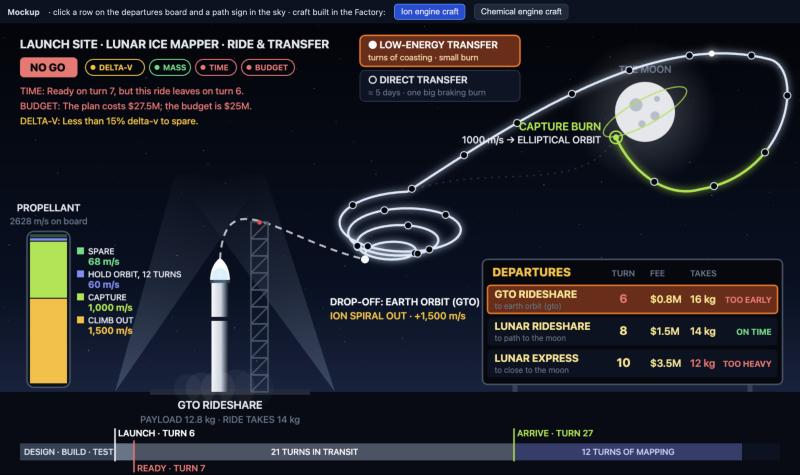 Mockup · click a row on the departures board and a path sign in the sky · craft built in the Factory: Ion engine craft Chemical engine craft
LAUNCH SITE · LUNAR ICE MAPPER · RIDE & TRANSFER
NO GO DELTA-V MASS TIME BUDGET
TIME: Ready on turn 7, but this ride leaves on turn 6.
BUDGET: The plan costs $27.5M; the budget is $25M.
DELTA-V: Less than 15% delta-v to spare.
LOW-ENERGY TRANSFER
turns of coasting · small burn
DIRECT TRANSFER
≈ 5 days · one big braking burn
THE MOON
CAPTURE BURN
1000 m/s → ELLIPTICAL ORBIT
PROPELLANT
2628 m/s on board
SPARE
68 m/s
HOLD ORBIT, 12 TURNS
60 m/s
CAPTURE
1,000 m/s
CLIMB OUT
1,500 m/s
DROP-OFF: EARTH ORBIT (GTO)
ION SPIRAL OUT · +1,500 m/s
DEPARTURES TURN FEE TAKES
GTO RIDESHARE 6 $0.8M 16 kg TOO EARLY
to earth orbit (gto)
LUNAR RIDESHARE 8 $1.5M 14 kg ON TIME
to path to the moon
LUNAR EXPRESS 10 $3.5M 12 kg TOO HEAVY
to close to the moon
GTO RIDESHARE
PAYLOAD 12.8 kg · RIDE TAKES 14 kg
LAUNCH · TURN 6
ARRIVE · TURN 27
DESIGN · BUILD · TEST
21 TURNS IN TRANSIT
12 TURNS OF MAPPING
READY · TURN 7